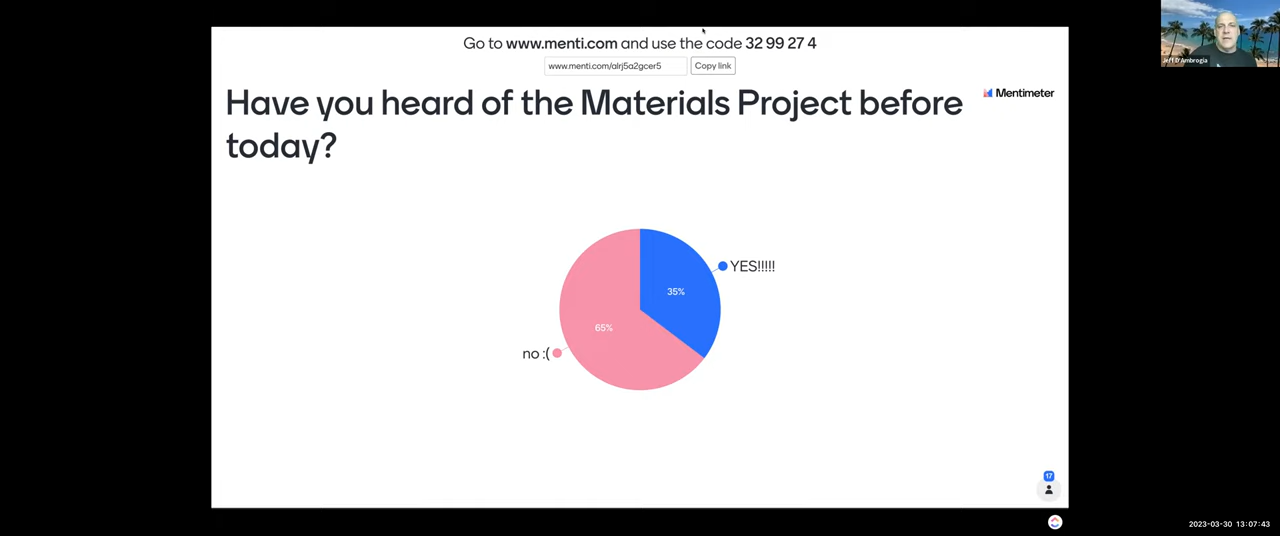 Go to www.menti.com and use the code 32 99 27 4
www.menti.com/alrj5a2gcer5
Copy link
Have you heard of the Materials Project before
today?
Mentimeter
Jeff D'Ambrogia
YES!!!!!
35%
65%
no :(
17
2023-03-30 13:07:43